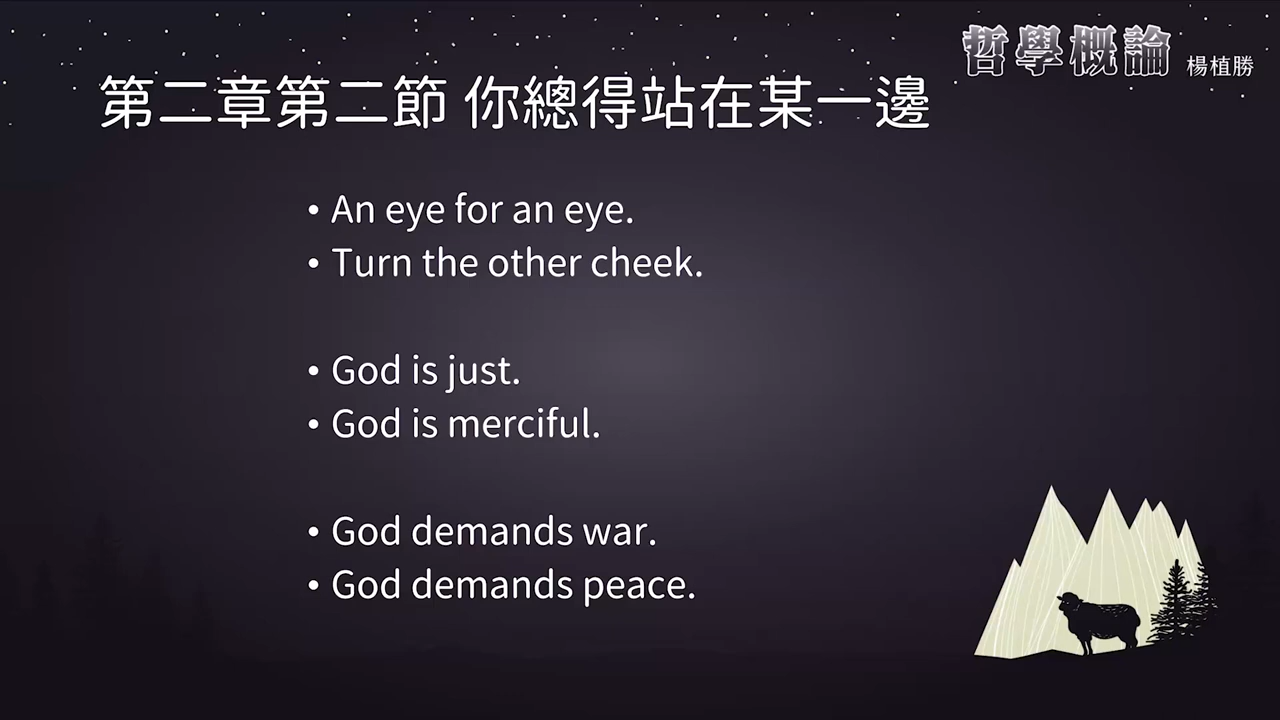 哲學概論 楊植勝
第二章第二節 你總得站在某一邊
• An eye for an eye.
• Turn the other cheek.
• God is just.
• God is merciful.
• God demands war.
• God demands peace.